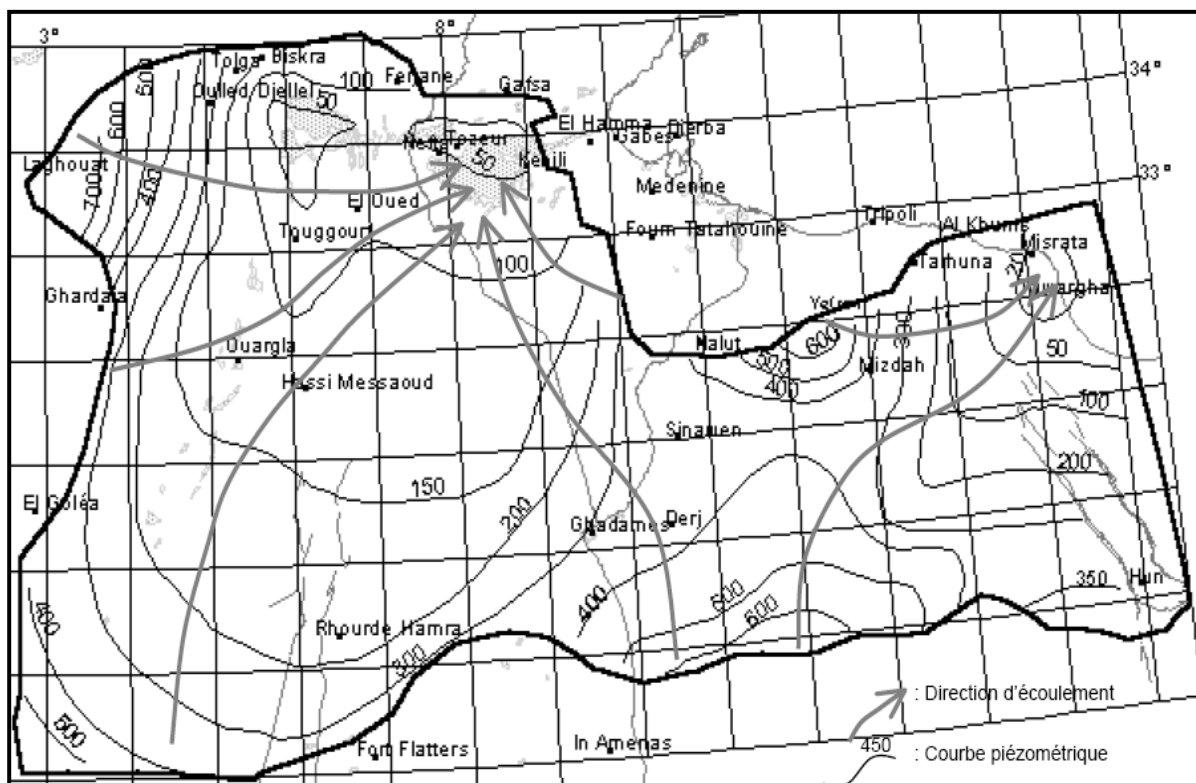 3°
8°
34°
33°
Tolga
Biskra
Ouled Djellel
Feriane
Gafsa
100
50
500
600
400
700
Laghouat
Nefta
Tozeur
50
Kebili
El Hamma
Gabes
Djerba
Medenine
El Oued
Touggourt
Foum Tatahouine
Tripoli
Al Khums
Misrata
Tarhuna
20
100
Ghardaia
Yefren
Nalut
600
500
400
Mizdah
300
50
100
Ouargla
Hassi Messaoud
Sinauen
200
150
200
El Goléa
Ghadames
Derj
400
600
600
350
Hun
400
Rhourde Hamra
300
500
Fort Flatters
In Amenas
: Direction d'écoulement
450
: Courbe piézométrique